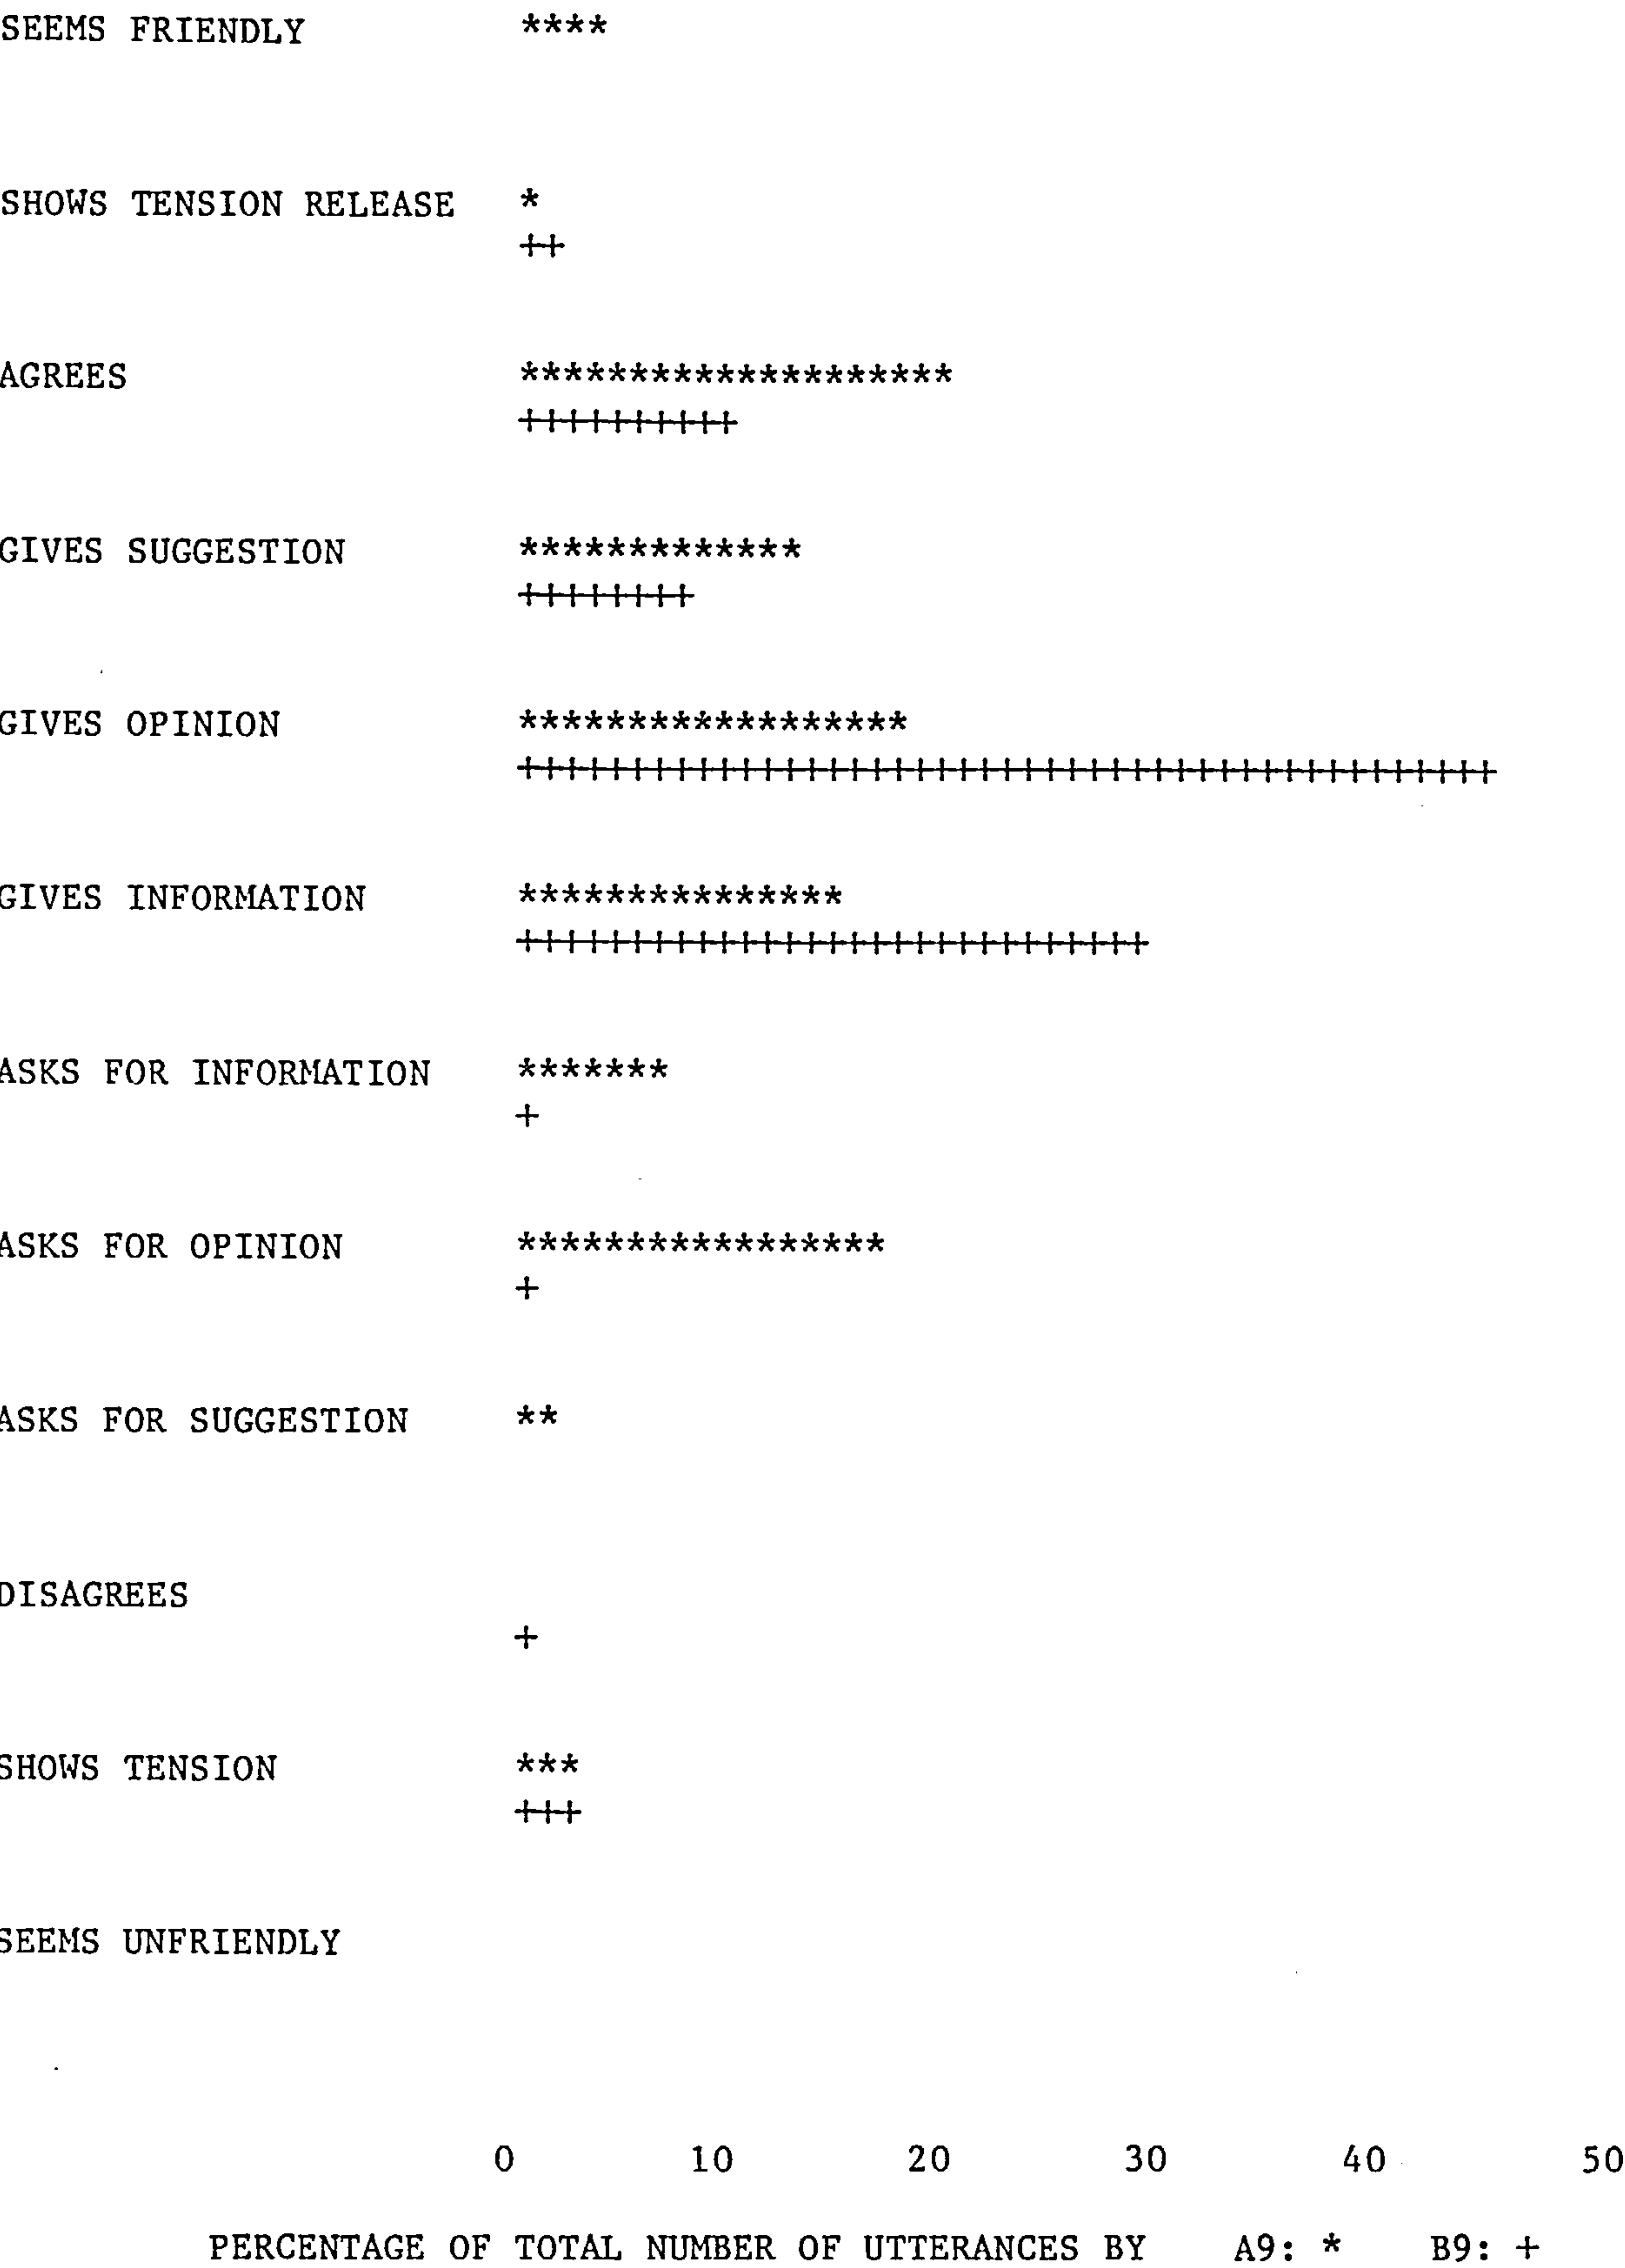 SEEMS FRIENDLY ****
SHOWS TENSION RELEASE *
++
AGREES ********************
++++++++++
GIVES SUGGESTION *************
++++++++
GIVES OPINION ******************
+++++++++++++++++++++++++++++++++++++++++++++
GIVES INFORMATION ***************
+++++++++++++++++++++++++++++
ASKS FOR INFORMATION *******
+
ASKS FOR OPINION *****************
+
ASKS FOR SUGGESTION **
DISAGREES
+
SHOWS TENSION ***
+++
SEEMS UNFRIENDLY
0 10 20 30 40 50
PERCENTAGE OF TOTAL NUMBER OF UTTERANCES BY A9: * B9: +